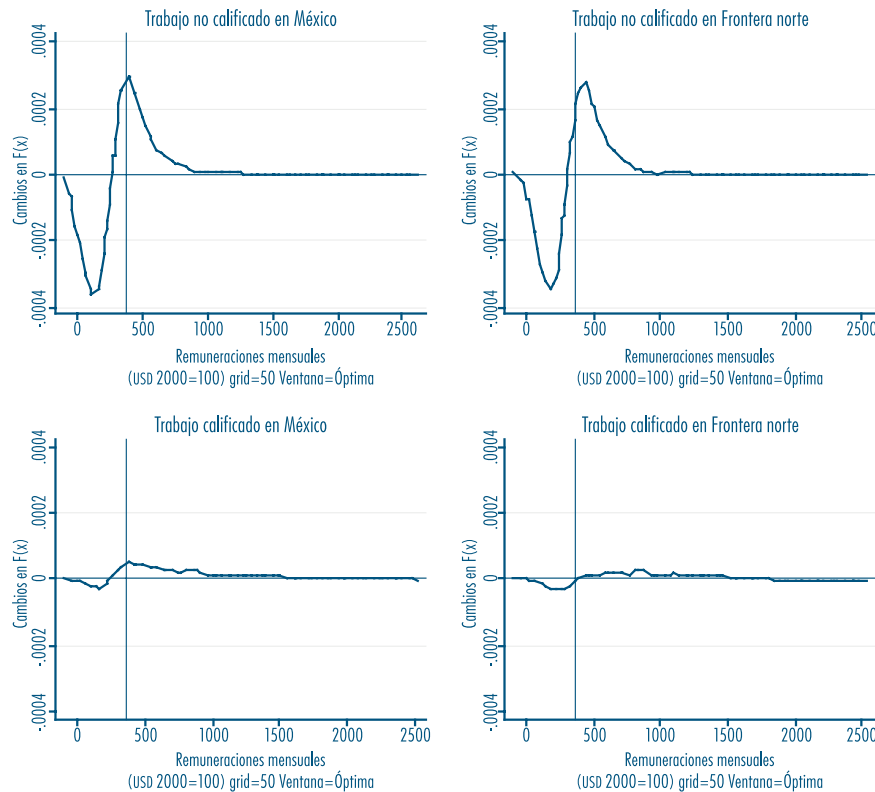 Trabajo no calificado en México
Cambios en F(x)
.0004
.0002
0
-.0002
-.0004
0 500 1000 1500 2000 2500
Remuneraciones mensuales
(USD 2000=100) grid=50 Ventana=Óptima
Trabajo no calificado en Frontera norte
Cambios en F(x)
.0004
.0002
0
-.0002
-.0004
0 500 1000 1500 2000 2500
Remuneraciones mensuales
(USD 2000=100) grid=50 Ventana=Óptima
Trabajo calificado en México
Cambios en F(x)
.0004
.0002
0
-.0002
-.0004
0 500 1000 1500 2000 2500
Remuneraciones mensuales
(USD 2000=100) grid=50 Ventana=Óptima
Trabajo calificado en Frontera norte
Cambios en F(x)
.0004
.0002
0
-.0002
-.0004
0 500 1000 1500 2000 2500
Remuneraciones mensuales
(USD 2000=100) grid=50 Ventana=Óptima